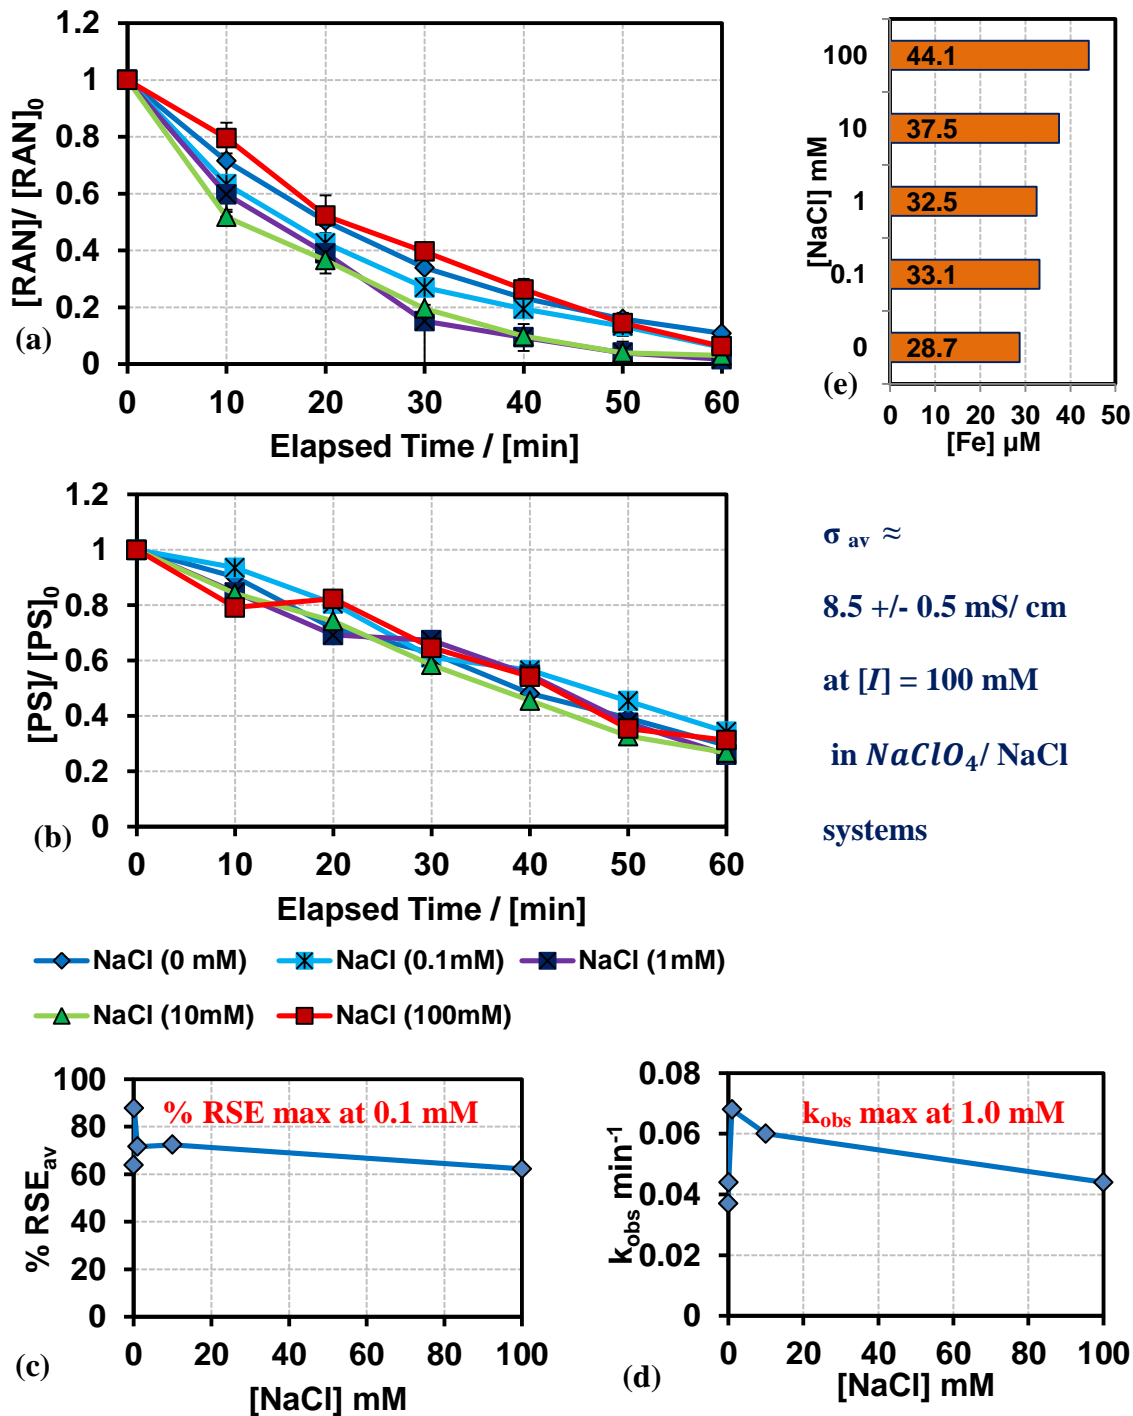 1.2
1
0.8
0.6
0.4
0.2
0
[RAN]/ [RAN]0
(a)
0 10 20 30 40 50 60
Elapsed Time / [min]
100
10
1
0.1
0
[NaCl] mM
44.1
37.5
32.5
33.1
28.7
(e)
0 10 20 30 40 50
[Fe] μM
1.2
1
0.8
0.6
0.4
0.2
0
[PS]/ [PS]0
(b)
0 10 20 30 40 50 60
Elapsed Time / [min]
σ av ≈
8.5 +/- 0.5 mS/ cm
at [I] = 100 mM
in NaClO4/ NaCl
systems
NaCl (0 mM) NaCl (0.1mM) NaCl (1mM)
NaCl (10mM) NaCl (100mM)
100
80
60
40
20
0
% RSEav
% RSE max at 0.1 mM
0 20 40 60 80 100
(c)
[NaCl] mM
0.08
0.06
0.04
0.02
0
kobs min-1
kobs max at 1.0 mM
0 20 40 60 80 100
(d)
[NaCl] mM